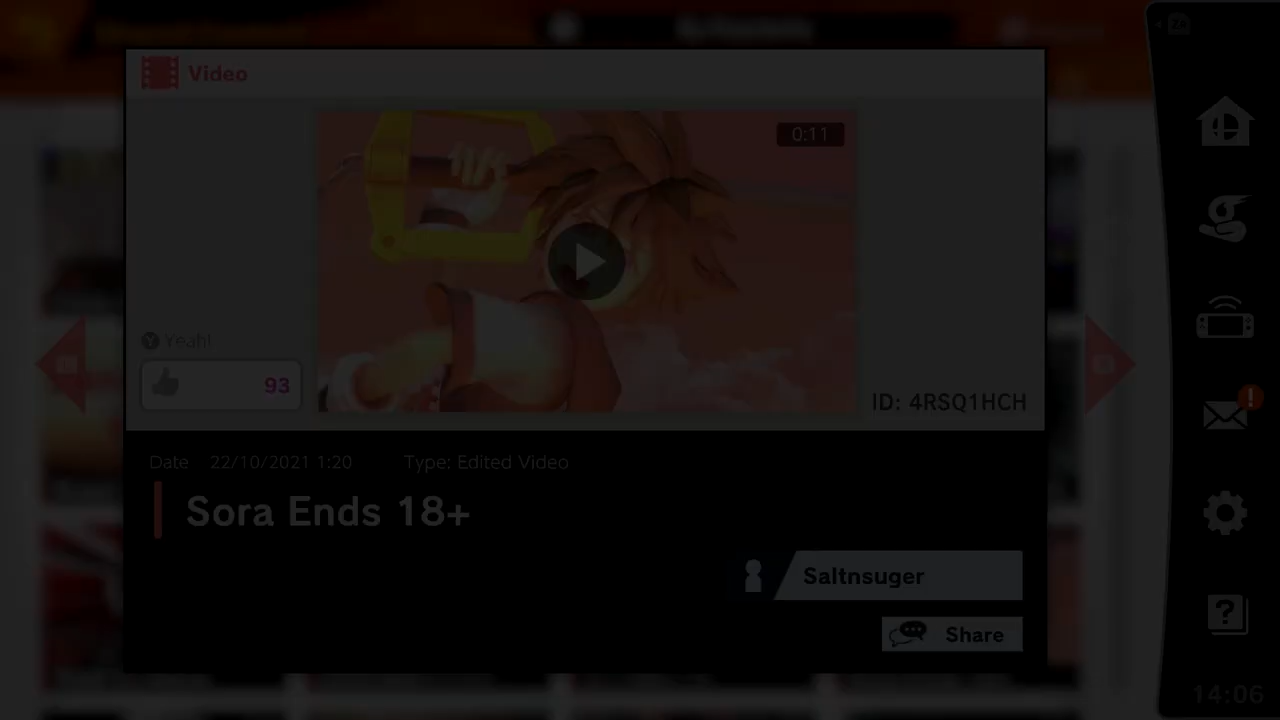 Video
0:11
Y Yeah!
93
ID: 4RSQ1HCH
Date 22/10/2021 1:20 Type: Edited Video
Sora Ends 18+
Saltnsuger
Share
ZR
!
?
14:06